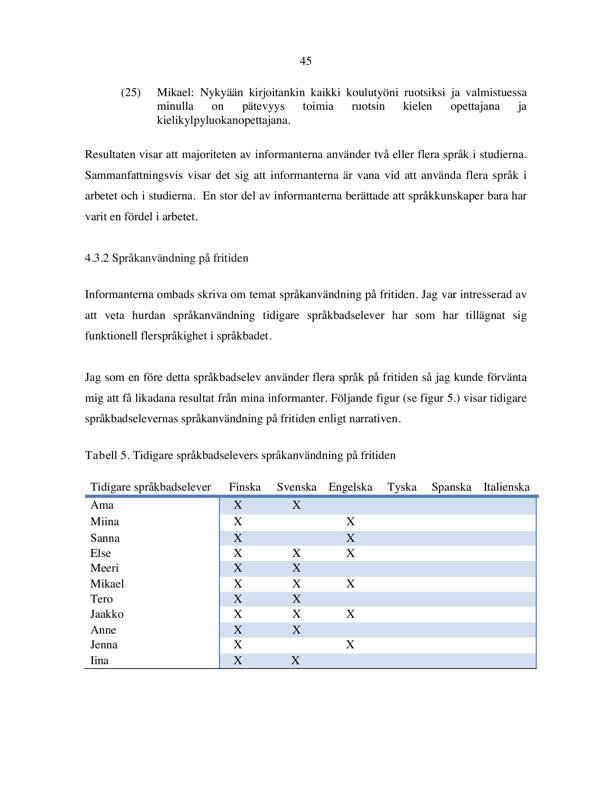 45
(25) Mikael: Nykyään kirjoitankin kaikki koulutyöni ruotsiksi ja valmistuessa
minulla on pätevyys toimia ruotsin kielen opettajana ja
kielikylpyluokanopettajana.
Resultaten visar att majoriteten av informanterna använder två eller flera språk i studierna.
Sammanfattningsvis visar det sig att informanterna är vana vid att använda flera språk i
arbetet och i studierna. En stor del av informanterna berättade att språkkunskaper bara har
varit en fördel i arbetet.
4.3.2 Språkanvändning på fritiden
Informanterna ombads skriva om temat språkanvändning på fritiden. Jag var intresserad av
att veta hurdan språkanvändning tidigare språkbadselever har som har tillägnat sig
funktionell flerspråkighet i språkbadet.
Jag som en före detta språkbadselev använder flera språk på fritiden så jag kunde förvänta
mig att få likadana resultat från mina informanter. Följande figur (se figur 5.) visar tidigare
språkbadselevernas språkanvändning på fritiden enligt narrativen.
Tabell 5. Tidigare språkbadselevers språkanvändning på fritiden
Tidigare språkbadselever Finska Svenska Engelska Tyska Spanska Italienska
Ama X X
Miina X X
Sanna X X
Else X X X
Meeri X X
Mikael X X X
Tero X X
Jaakko X X X
Anne X X
Jenna X X
Iina X X